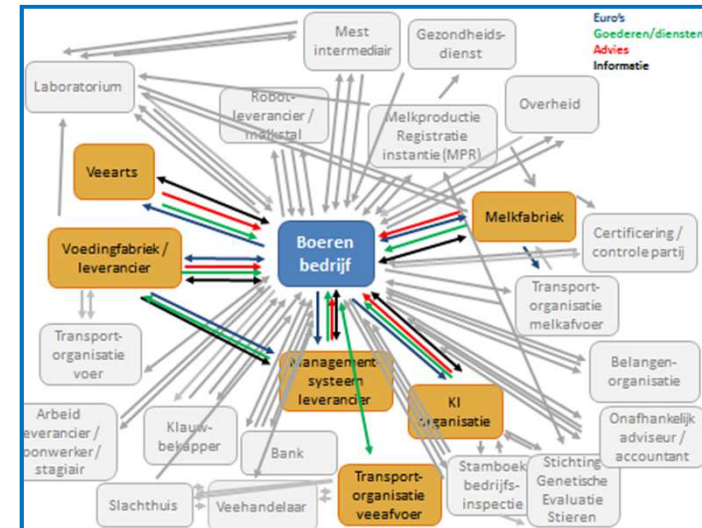 Euro's
Goederen/diensten
Advies
Informatie
Mest
intermediair
Gezondheids-
dienst
Laboratorium
Robot-
leverancier /
melkstal
Melkproductie
Registratie
instantie (MPR)
Overheid
Veearts
Melkfabriek
Voedingfabriek /
leverancier
Boeren
bedrijf
Certificering /
controle partij
Transport-
organisatie
voer
Transport-
organisatie
melkafvoer
Management
systeem
leverancier
KI
organisatie
Belangen-
organisatie
Arbeid
leverancier /
loonwerker /
stagiair
Klauw-
bekapper
Bank
Onafhankelijk
adviseur /
accountant
Slachthuis
Veehandelaar
Transport-
organisatie
veeafvoer
Stamboek
bedrijfs-
inspectie
Stichting
Genetische
Evaluatie
Stieren